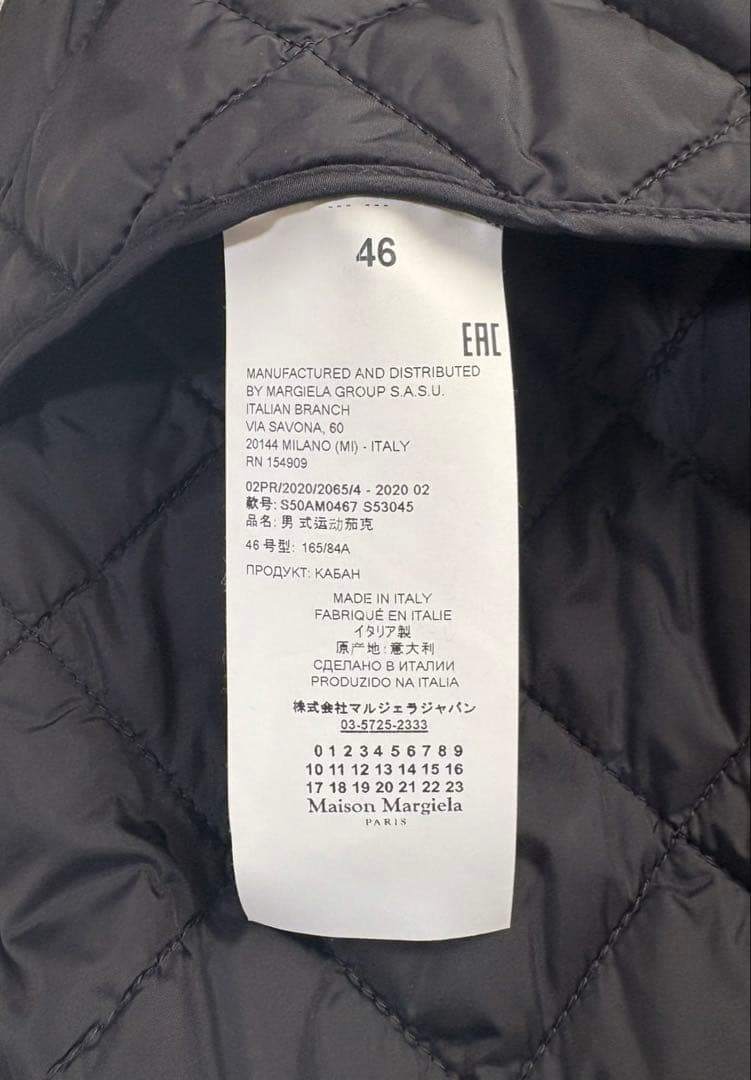 46
EAC
MANUFACTURED AND DISTRIBUTED
BY MARGIELA GROUP S.A.S.U.
ITALIAN BRANCH
VIA SAVONA, 60
20144 MILANO (MI) - ITALY
RN 154909
02PR/2020/2065/4 - 2020 02
款号: S50AM0467 S53045
品名: 男 式运动茄克
46 号型: 165/84A
ПРОДУКТ: КАБАН
MADE IN ITALY
FABRIQUÉ EN ITALIE
イタリア製
原产地:意大利
СДЕЛАНО В ИТАЛИИ
PRODUZIDO NA ITALIA
株式会社マルジェラジャパン
03-5725-2333
0 1 2 3 4 5 6 7 8 9
10 11 12 13 14 15 16
17 18 19 20 21 22 23
Maison Margiela
PARIS